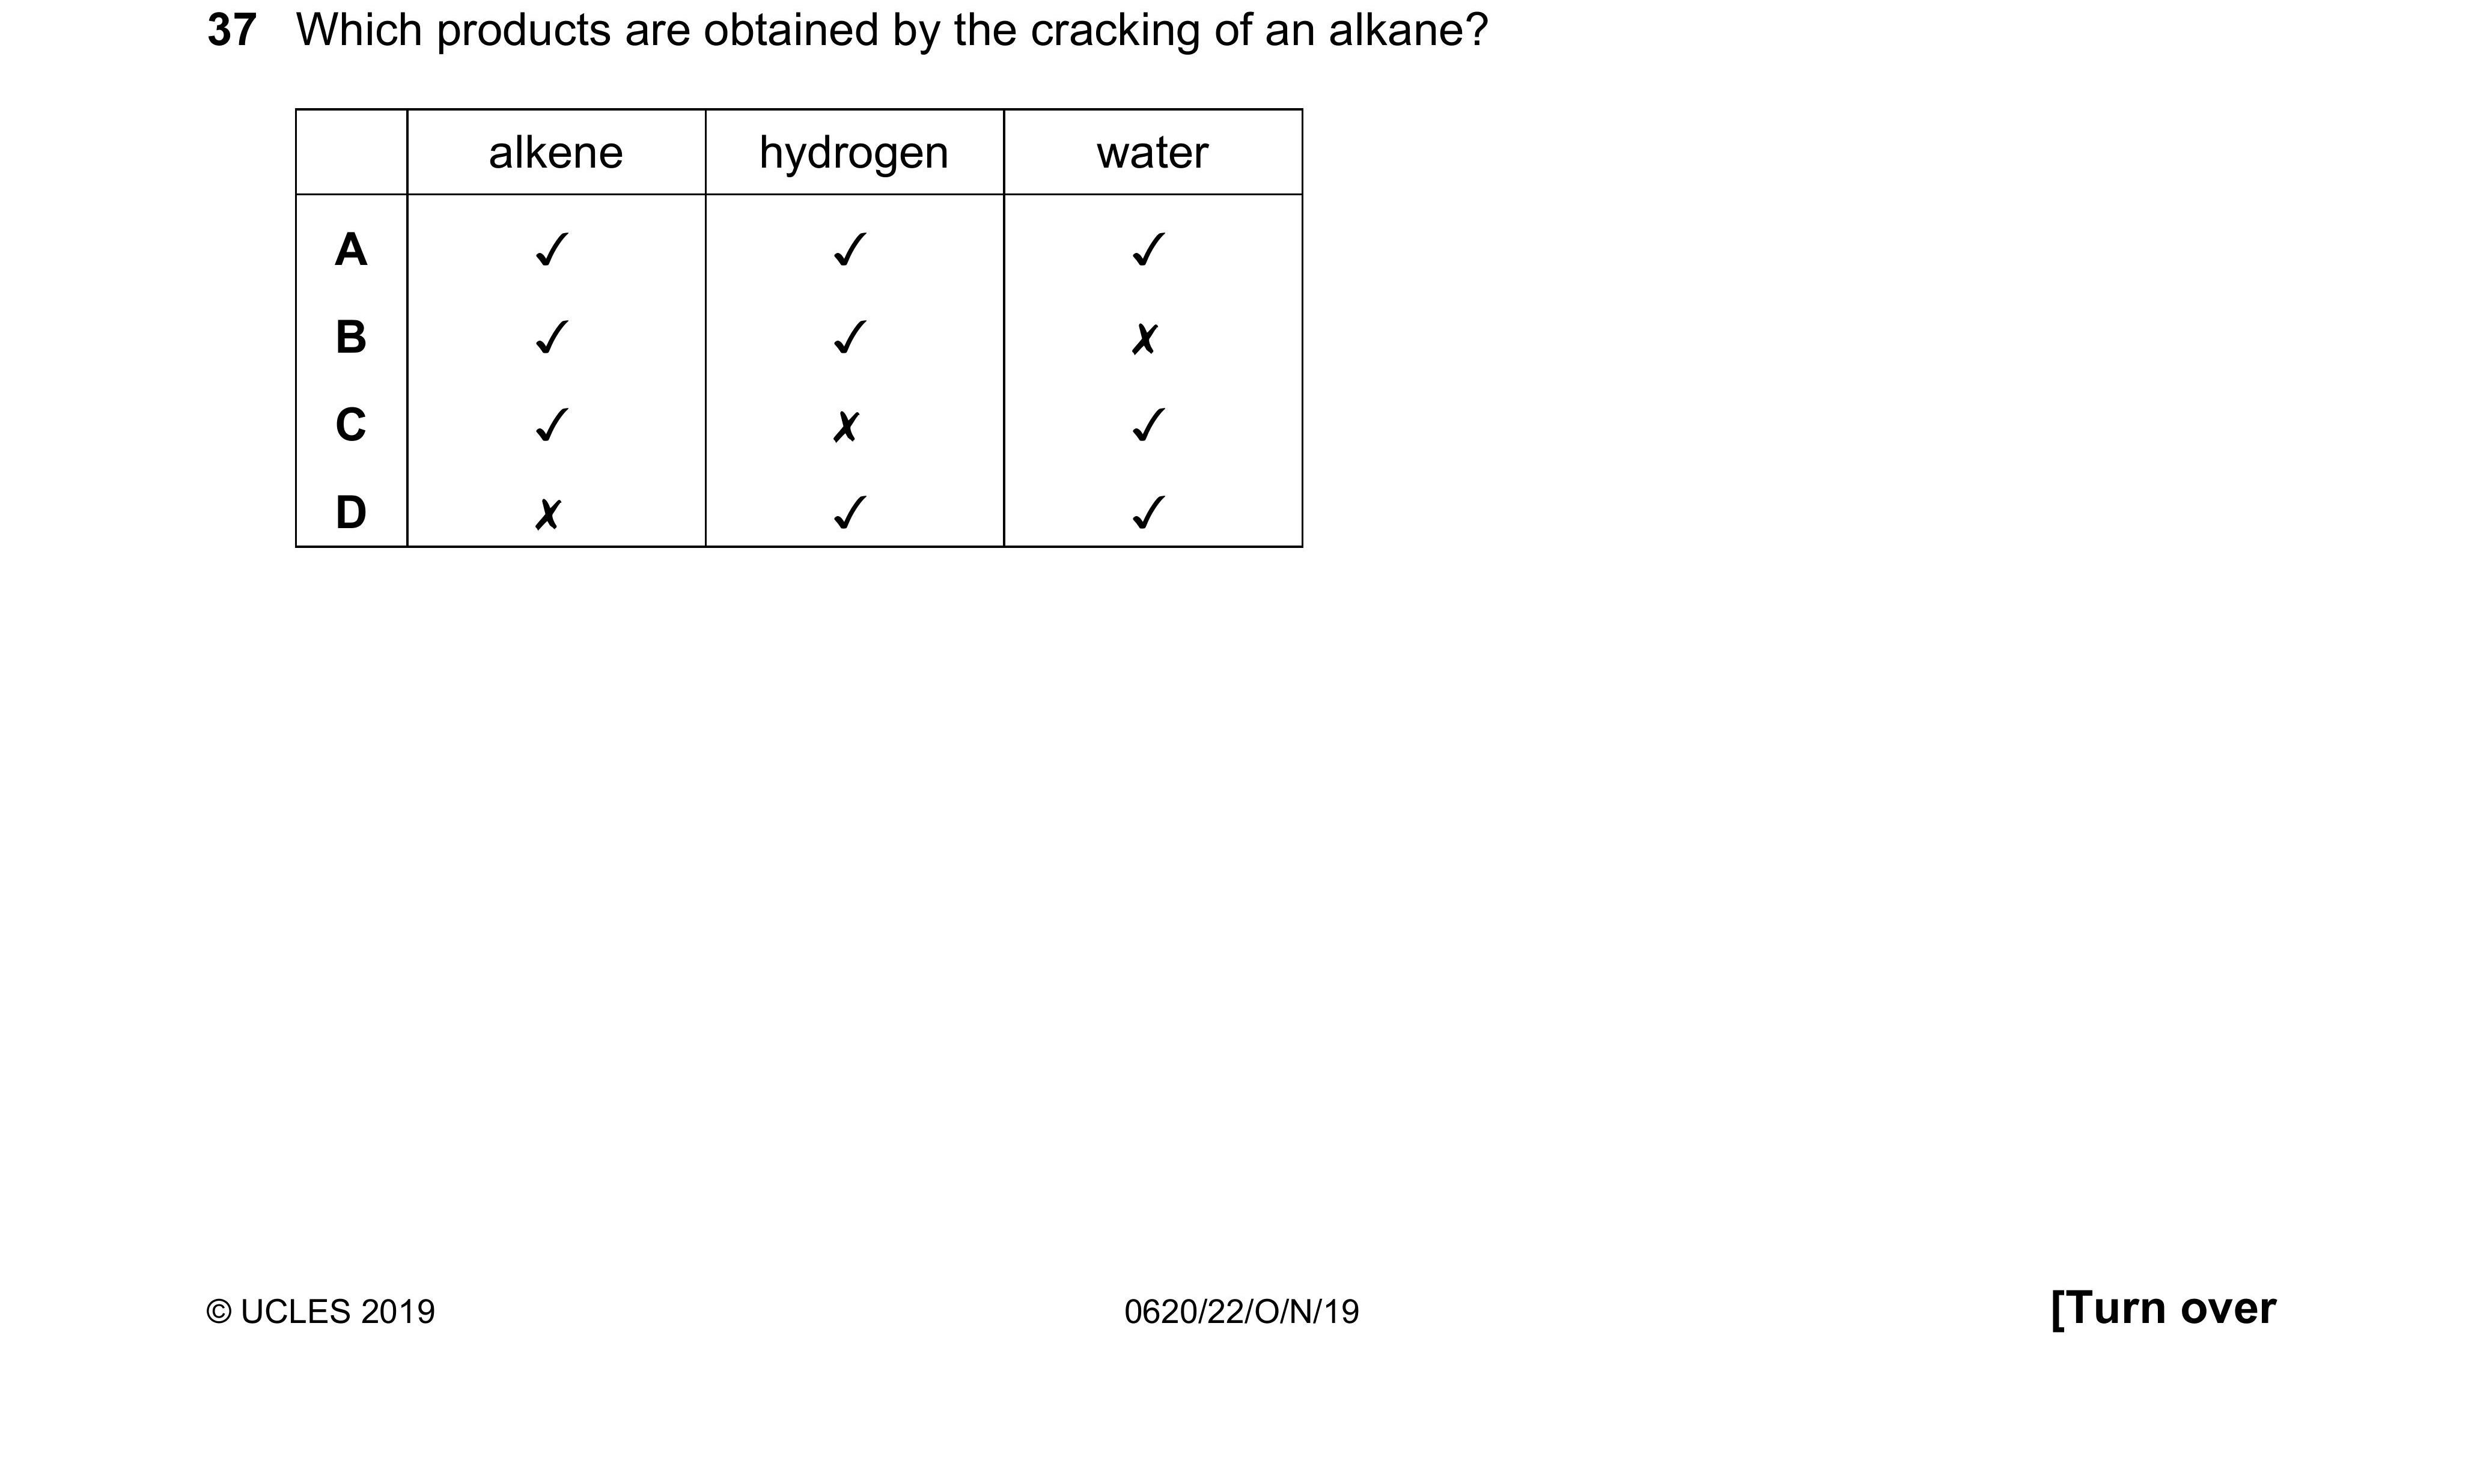 37 Which products are obtained by the cracking of an alkane?
alkene hydrogen water
A ✓ ✓ ✓
B ✓ ✓ ✗
C ✓ ✗ ✓
D ✗ ✓ ✓
© UCLES 2019 0620/22/O/N/19 [Turn over